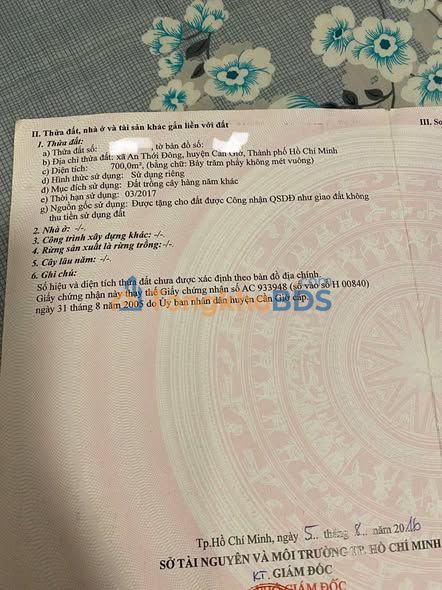 II. Thửa đất, nhà ở và tài sản khác gắn liền với đất
III. Sơ
1. Thửa đất:
a) Thửa đất số: , tờ bản đồ số:
b) Địa chỉ thửa đất: xã An Thới Đông, huyện Cần Giờ, Thành phố Hồ Chí Minh
c) Diện tích: 700,0m², (bằng chữ: Bảy trăm phẩy không mét vuông)
d) Hình thức sử dụng: Sử dụng riêng
đ) Mục đích sử dụng: Đất trồng cây hàng năm khác
e) Thời hạn sử dụng: 03/2017
g) Nguồn gốc sử dụng: Được tặng cho đất được Công nhận QSDĐ như giao đất không
thu tiền sử dụng đất
2. Nhà ở: -/-.
3. Công trình xây dựng khác: -/-.
4. Rừng sản xuất là rừng trồng: -/-.
5. Cây lâu năm: -/-.
6. Ghi chú:
Số hiệu và diện tích thửa đất chưa được xác định theo bản đồ địa chính.
Giấy chứng nhận này thay thế Giấy chứng nhận số AC 933948 (số vào sổ H 00840)
ngày 31 tháng 8 năm 2005 do Ủy ban nhân dân huyện Cần Giờ cấp.
BDS
Tp.Hồ Chí Minh, ngày 5 tháng 8 năm 2016
SỞ TÀI NGUYÊN VÀ MÔI TRƯỜNG TP. HỒ CHÍ MINH
KT. GIÁM ĐỐC
PHÓ GIÁM ĐỐC